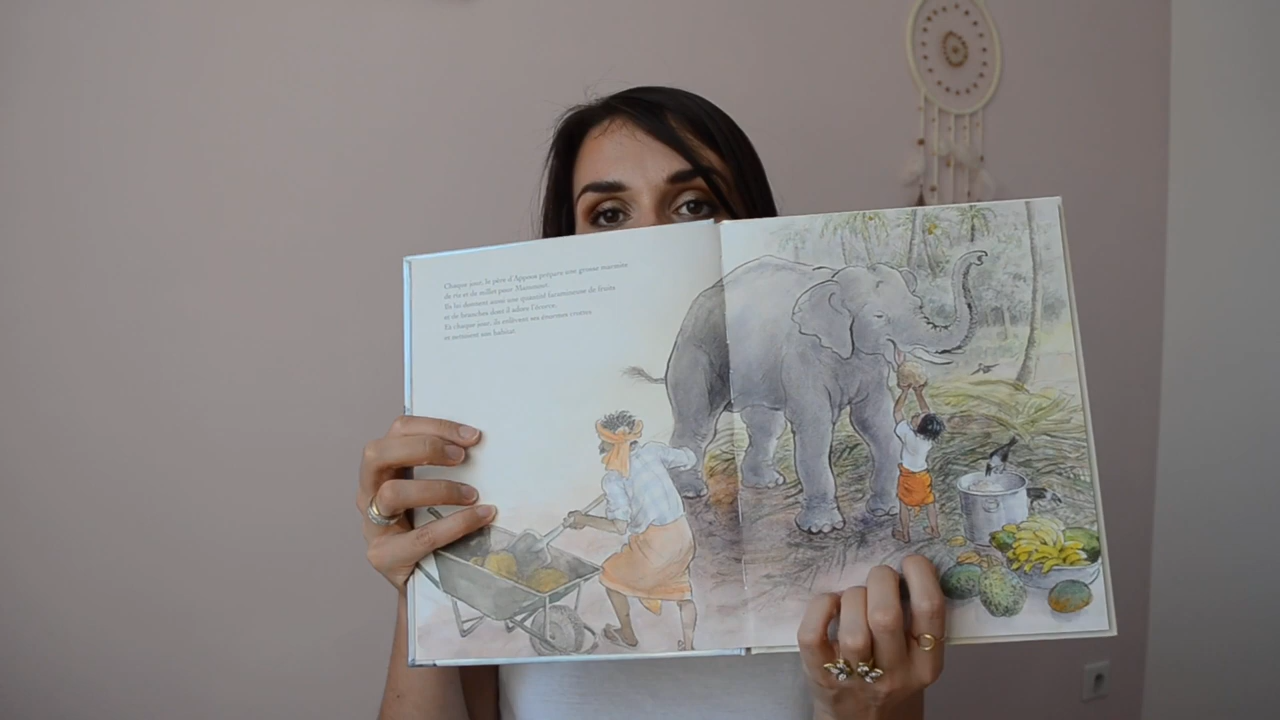 Chaque jour, le père d'Appou prépare une grosse marmite
de riz et de millet pour
Ils lui donnent aussi une quantité faramineuse de fruits
et de branches dont il adore l'écorce.
Et chaque jour, ils enlèvent ses énormes crottes
et nettoient son habitat.